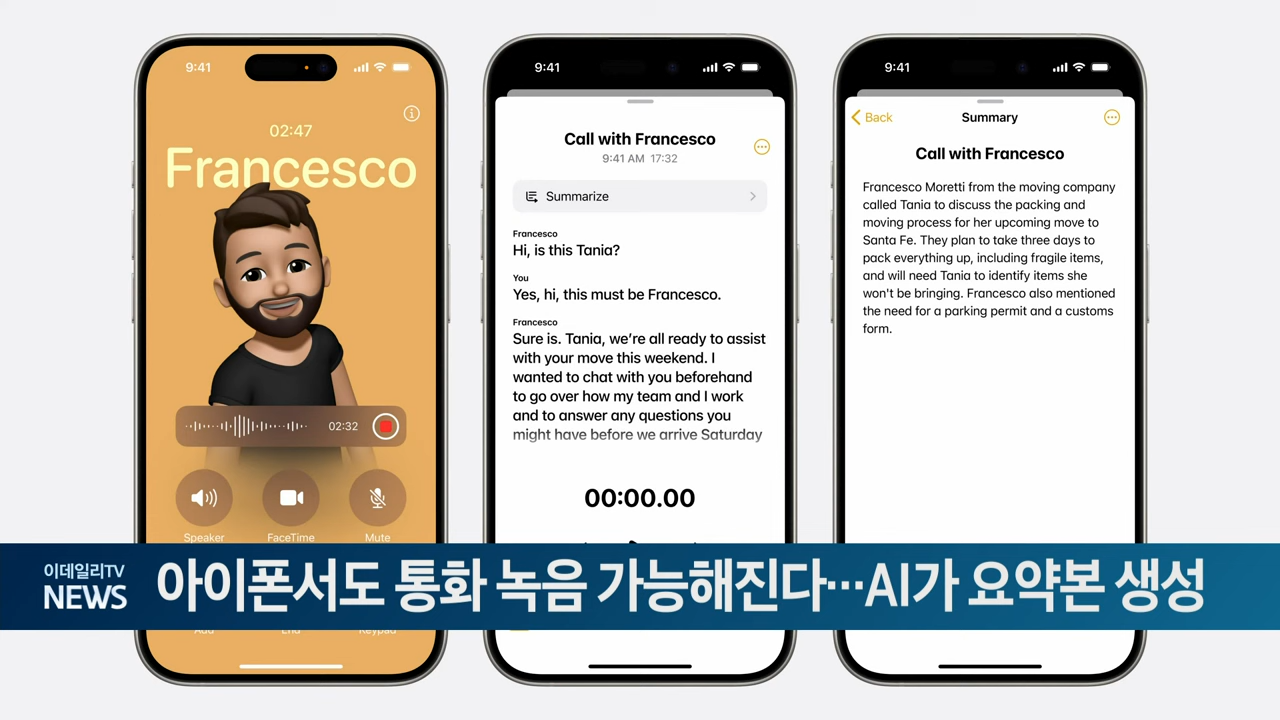 9:41
02:47
Francesco
02:32
Speaker
FaceTime
Mute
Add
End
Keypad
9:41
Call with Francesco
9:41 AM 17:32
Summarize
Francesco
Hi, is this Tania?
You
Yes, hi, this must be Francesco.
Francesco
Sure is. Tania, we're all ready to assist
with your move this weekend. I
wanted to chat with you beforehand
to go over how my team and I work
and to answer any questions you
might have before we arrive Saturday
00:00.00
9:41
Back
Summary
Call with Francesco
Francesco Moretti from the moving company
called Tania to discuss the packing and
moving process for her upcoming move to
Santa Fe. They plan to take three days to
pack everything up, including fragile items,
and will need Tania to identify items she
won't be bringing. Francesco also mentioned
the need for a parking permit and a customs
form.
이데일리TV
NEWS
아이폰서도 통화 녹음 가능해진다…AI가 요약본 생성